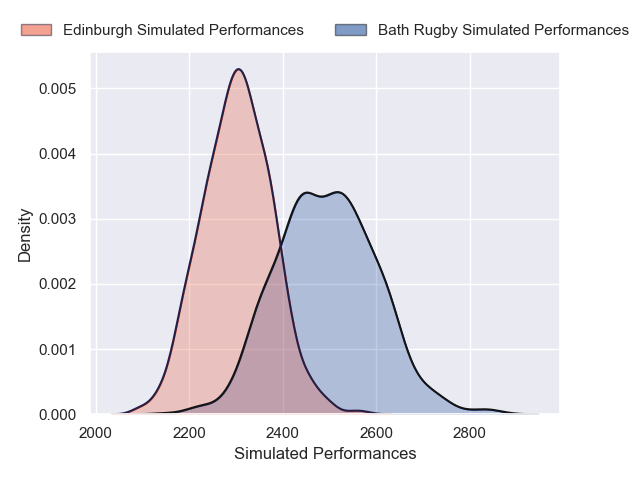 Edinburgh Simulated Performances Bath Rugby Simulated Performances
0.005
0.004
0.003
0.002
0.001
0.000
Density
2000 2200 2400 2600 2800
Simulated Performances